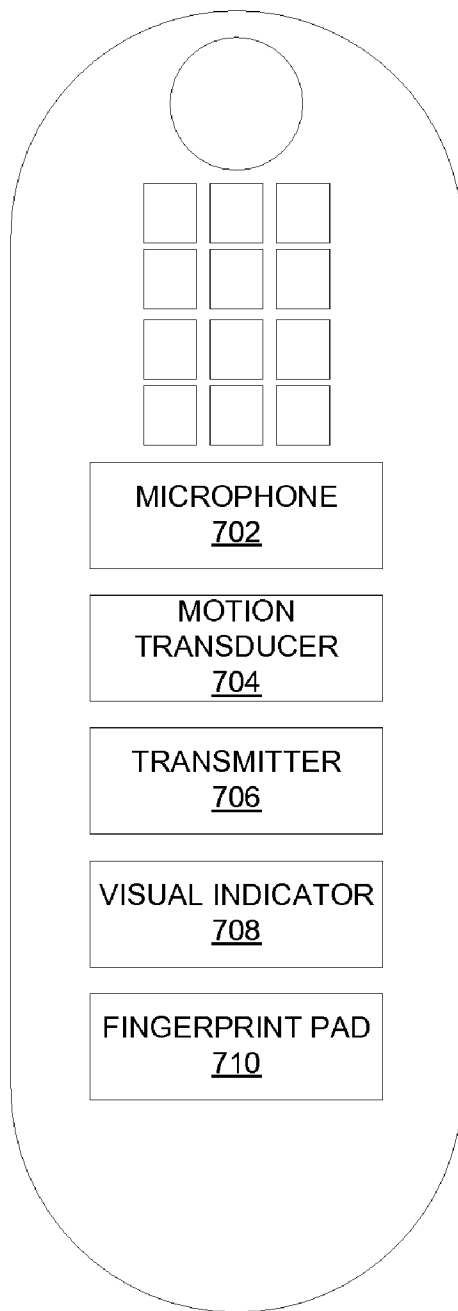 MICROPHONE
702
MOTION
TRANSDUCER
704
TRANSMITTER
706
VISUAL INDICATOR
708
FINGERPRINT PAD
710